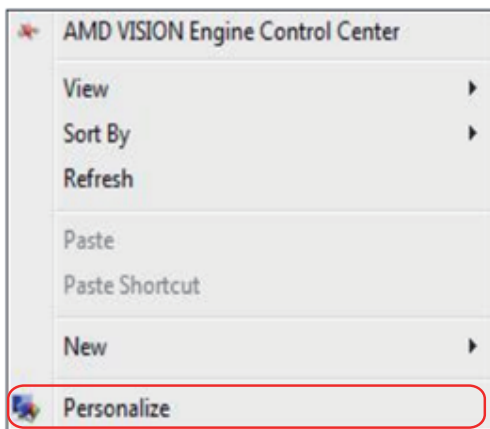 AMD VISION Engine Control Center
View
Sort By
Refresh
Paste
Paste Shortcut
New
Personalize